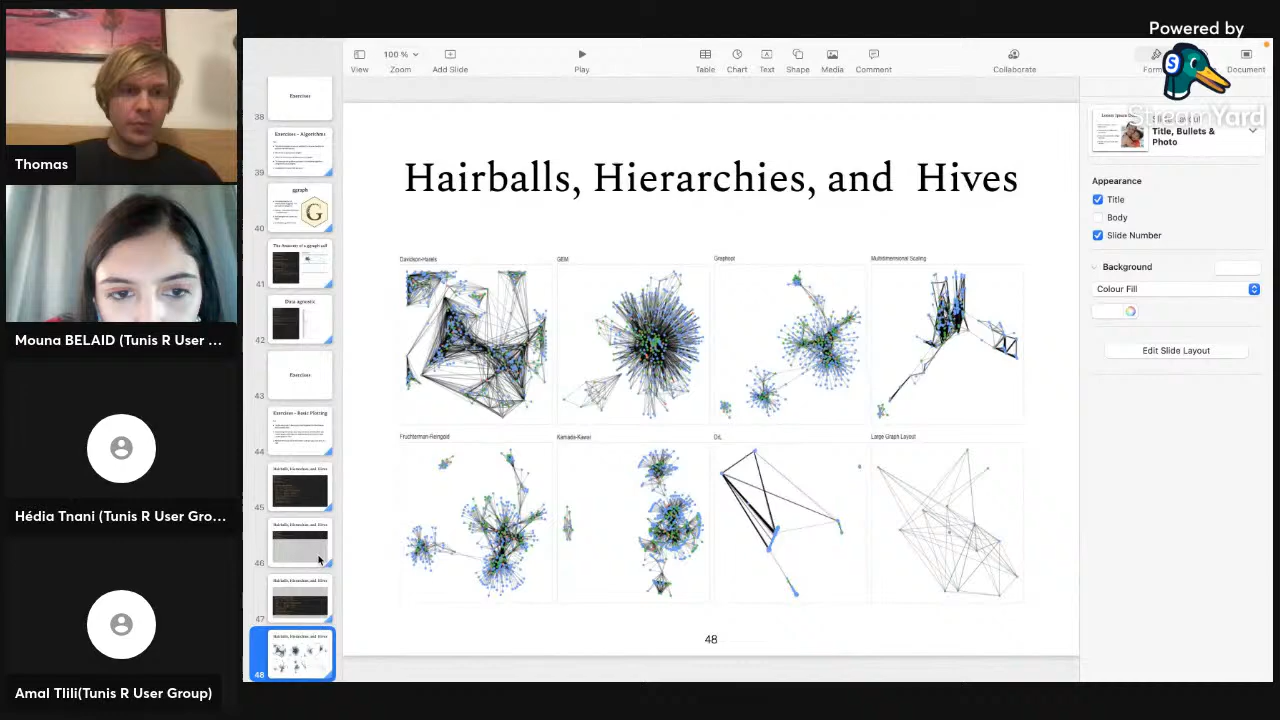 Powered by
StreamYard
Thomas
Mouna BELAID (Tunis R User …
Hédia Tnani (Tunis R User Gro…
Amal Tlili(Tunis R User Group)
View
100 %
Zoom
Add Slide
Play
Table
Chart
Text
Shape
Media
Comment
Collaborate
Format
Document
Exercises
38
Exercises - Algorithms
39
ggraph
G
40
The Anatomy of a ggraph call
41
Data agnostic
42
Exercises
43
Exercises - Basic Plotting
44
Hairballs, Hierarchies, and Hives
45
Hairballs, Hierarchies, and Hives
46
Hairballs, Hierarchies, and Hives
47
Hairballs, Hierarchies, and Hives
48
Hairballs, Hierarchies, and Hives
Davidson-Harels
GEM
Graphopt
Multidimensional Scaling
Fruchterman-Reingold
Kamada-Kawai
DrL
Large Graph Layout
48
Title, Bullets &
Photo
Appearance
Title
Body
Slide Number
Background
Colour Fill
Edit Slide Layout